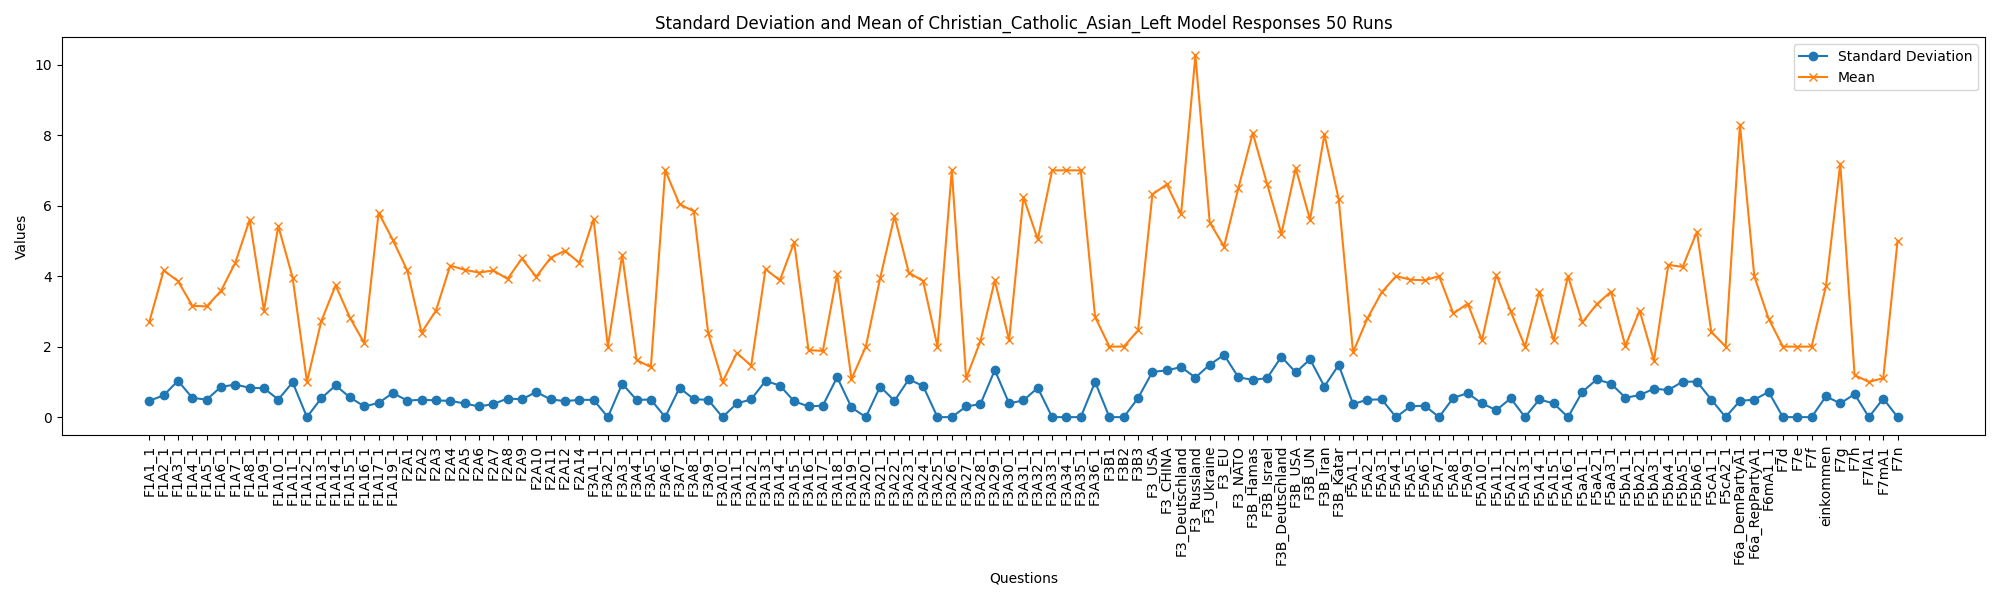 Standard Deviation and Mean of Christian_Catholic_Asian_Left Model Responses 50 Runs
Standard Deviation
Mean
Values
10
8
6
4
2
0
F1A1_1
F1A2_1
F1A3_1
F1A4_1
F1A5_1
F1A6_1
F1A7_1
F1A8_1
F1A9_1
F1A10_1
F1A11_1
F1A12_1
F1A13_1
F1A14_1
F1A15_1
F1A16_1
F1A17_1
F1A19_1
F2A1
F2A2
F2A3
F2A4
F2A5
F2A6
F2A7
F2A8
F2A9
F2A10
F2A11
F2A12
F2A14
F3A1_1
F3A2_1
F3A3_1
F3A4_1
F3A5_1
F3A6_1
F3A7_1
F3A8_1
F3A9_1
F3A10_1
F3A11_1
F3A12_1
F3A13_1
F3A14_1
F3A15_1
F3A16_1
F3A17_1
F3A18_1
F3A19_1
F3A20_1
F3A21_1
F3A22_1
F3A23_1
F3A24_1
F3A25_1
F3A26_1
F3A27_1
F3A28_1
F3A29_1
F3A30_1
F3A31_1
F3A32_1
F3A33_1
F3A34_1
F3A35_1
F3A36_1
F3B1
F3B2
F3B3
F3_USA
F3_CHINA
F3_Deutschland
F3_Russland
F3_Ukraine
F3_EU
F3_NATO
F3B_Hamas
F3B_Israel
F3B_Deutschland
F3B_USA
F3B_UN
F3B_Iran
F3B_Katar
F5A1_1
F5A2_1
F5A3_1
F5A4_1
F5A5_1
F5A6_1
F5A7_1
F5A8_1
F5A9_1
F5A10_1
F5A11_1
F5A12_1
F5A13_1
F5A14_1
F5A15_1
F5A16_1
F5aA1_1
F5aA2_1
F5aA3_1
F5bA1_1
F5bA2_1
F5bA3_1
F5bA4_1
F5bA5_1
F5bA6_1
F5cA1_1
F5cA2_1
F6a_DemPartyA1
F6a_RepPartyA1
F6mA1_1
F7d
F7e
F7f
einkommen
F7g
F7h
F7lA1
F7mA1
F7n
Questions